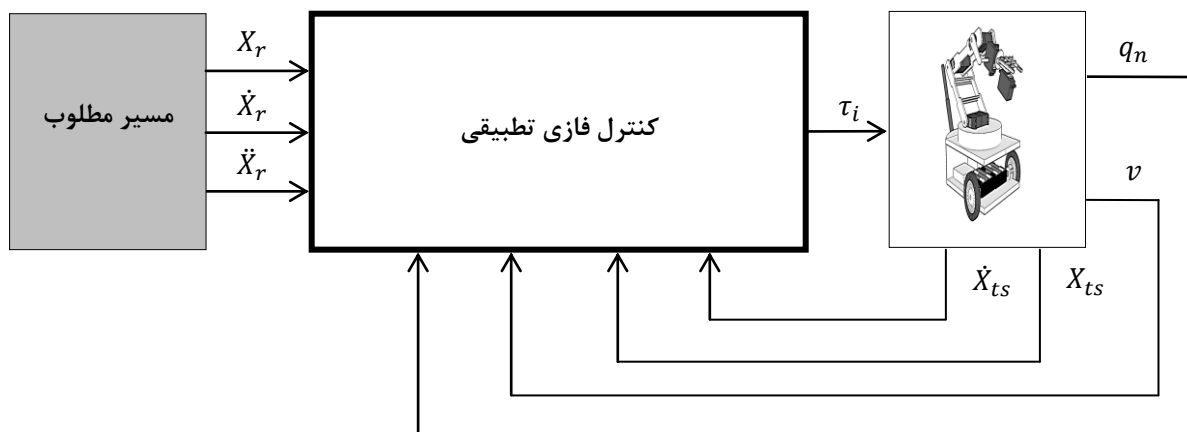 مسیر مطلوب
X_r
Ẋ_r
Ẍ_r
کنترل فازی تطبیقی
τ_i
q_n
v
Ẋ_ts
X_ts